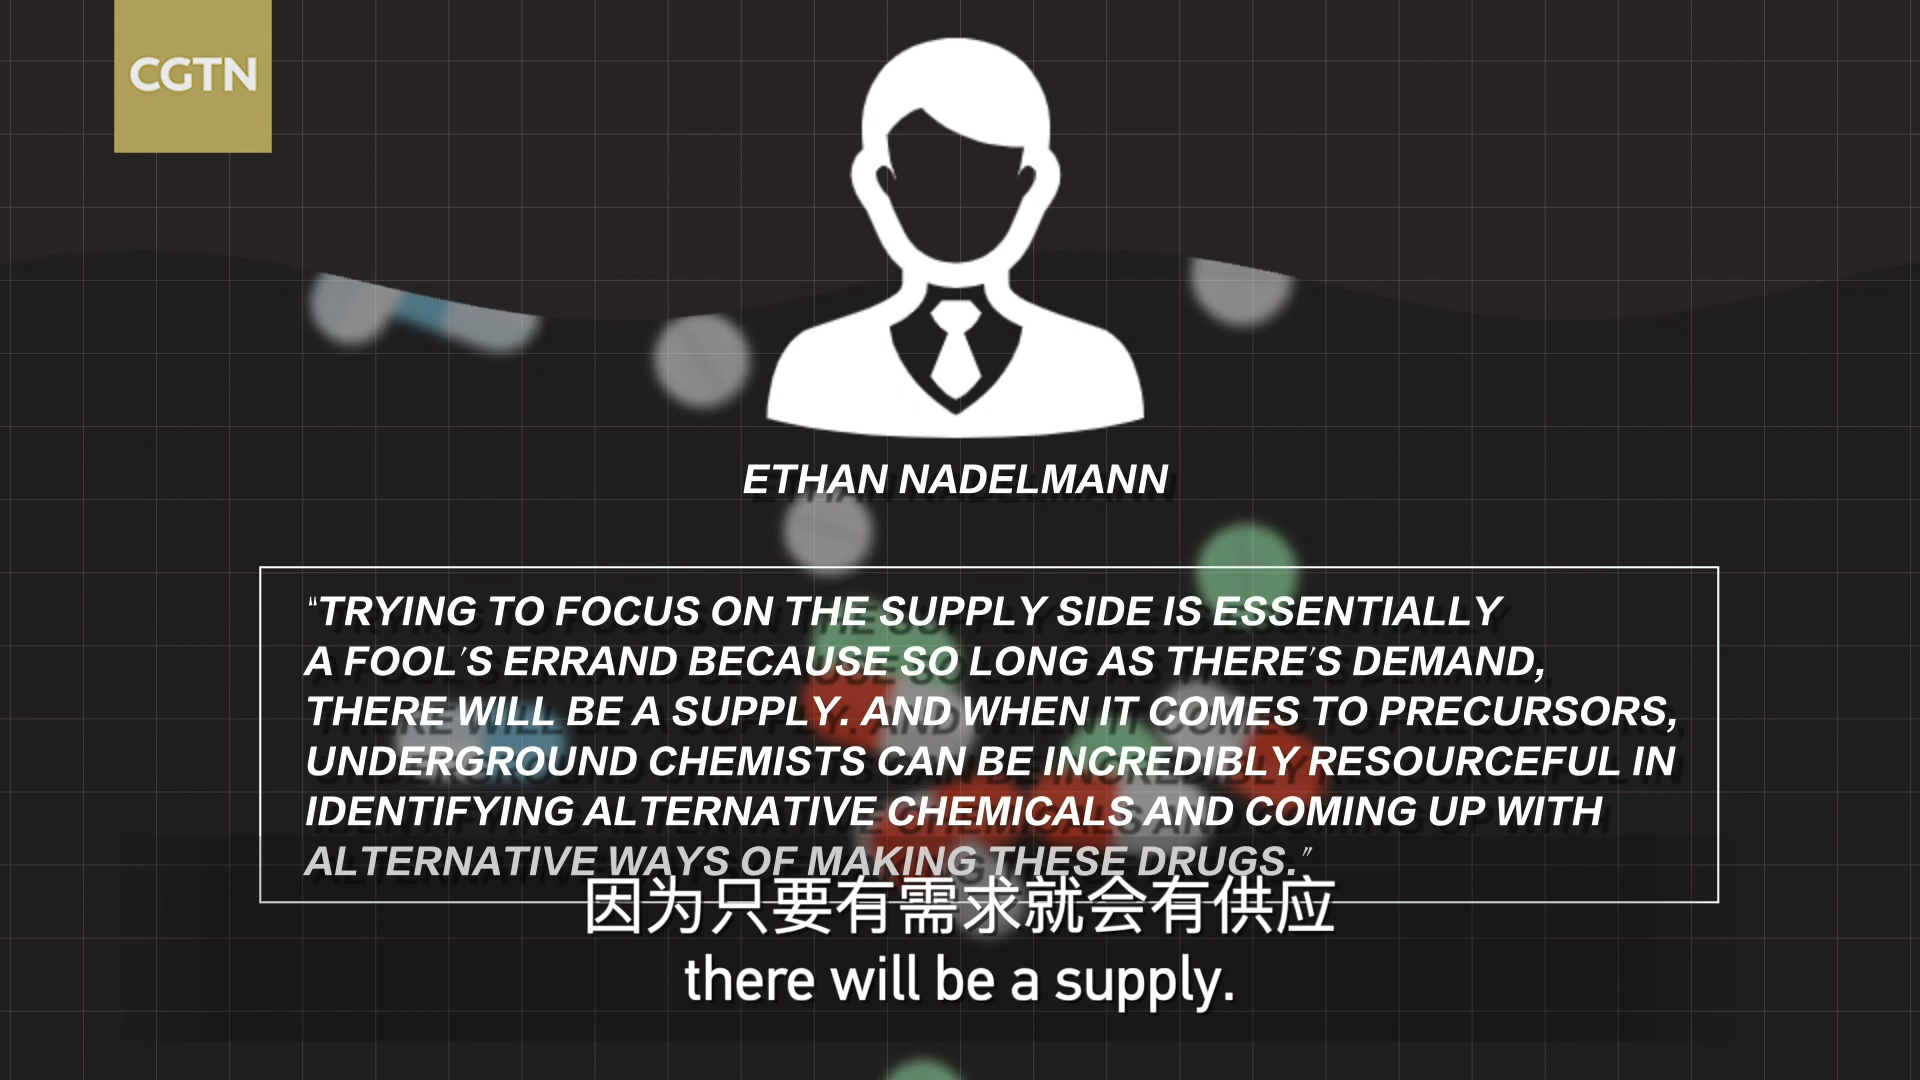 CGTN
ETHAN NADELMANN
“TRYING TO FOCUS ON THE SUPPLY SIDE IS ESSENTIALLY
A FOOL'S ERRAND BECAUSE SO LONG AS THERE'S DEMAND,
THERE WILL BE A SUPPLY. AND WHEN IT COMES TO PRECURSORS,
UNDERGROUND CHEMISTS CAN BE INCREDIBLY RESOURCEFUL IN
IDENTIFYING ALTERNATIVE CHEMICALS AND COMING UP WITH
ALTERNATIVE WAYS OF MAKING THESE DRUGS.”
因为只要有需求就会有供应
there will be a supply.